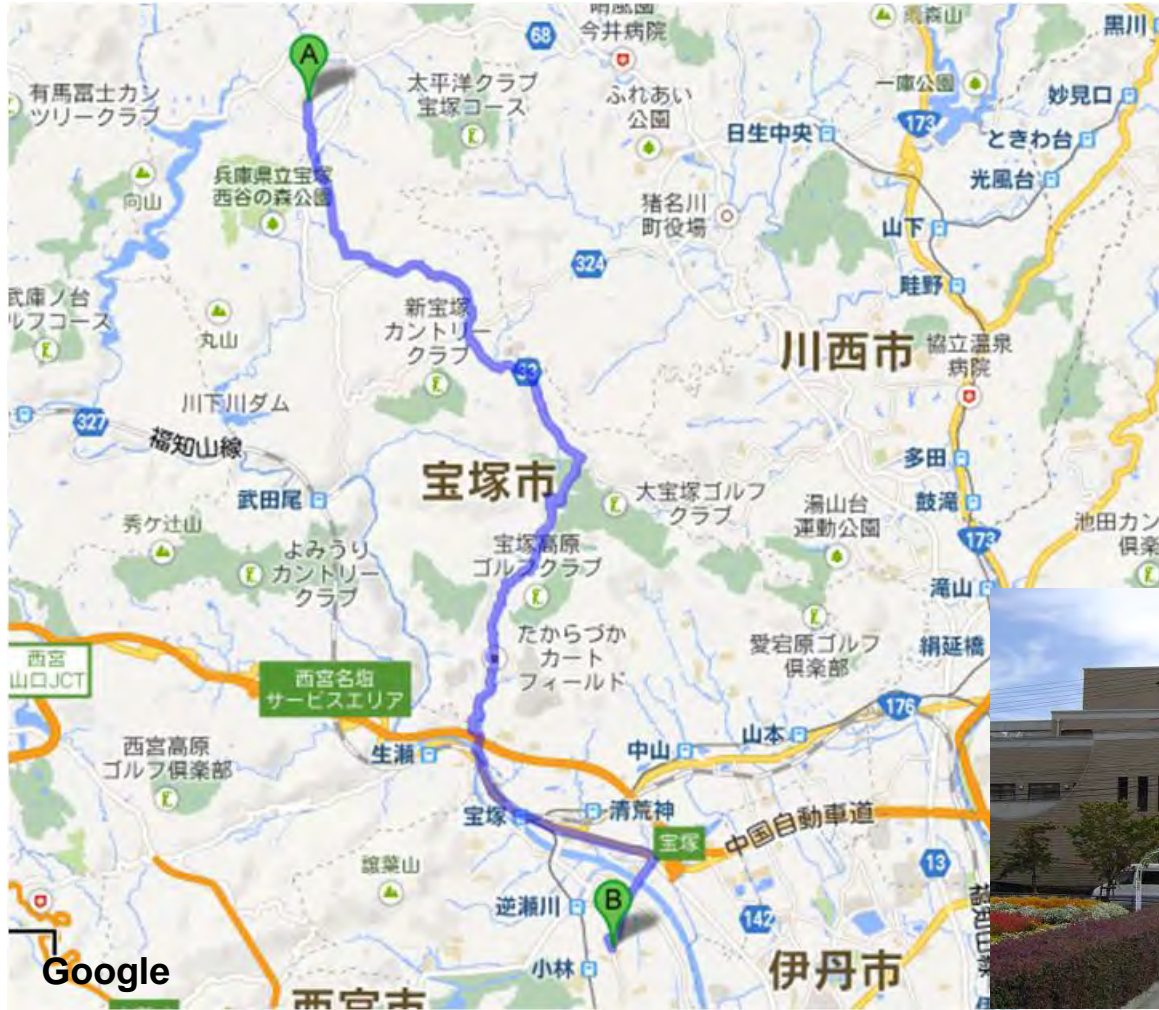 晴風園
今井病院
68
A
有馬冨士カン
ツリークラブ
太平洋クラブ
宝塚コース
ふれあい
公園
一庫公園
黒川
妙見口
173
日生中央
ときわ台
光風台
兵庫県立宝塚
西谷の森公園
向山
猪名川
町役場
山下
324
畦野
武庫ノ台
ルフコース
丸山
新宝塚
カントリー
クラブ
33
川西市
協立温泉
病院
川下川ダム
327
福知山線
宝塚市
多田
武田尾
大宝塚ゴルフ
クラブ
湯山台
運動公園
鼓滝
173
池田カン
倶楽
秀ケ辻山
よみうり
カントリー
クラブ
宝塚高原
ゴルフクラブ
滝山
たからづか
カート
フィールド
愛宕原ゴルフ
倶楽部
絹延橋
西宮
山口JCT
西宮名塩
サービスエリア
176
西宮高原
ゴルフ倶楽部
生瀬
中山
山本
宝塚
清荒神
宝塚
中国自動車道
譲葉山
13
逆瀬川
B
142
福知山線
小林
伊丹市
Google
西宮市